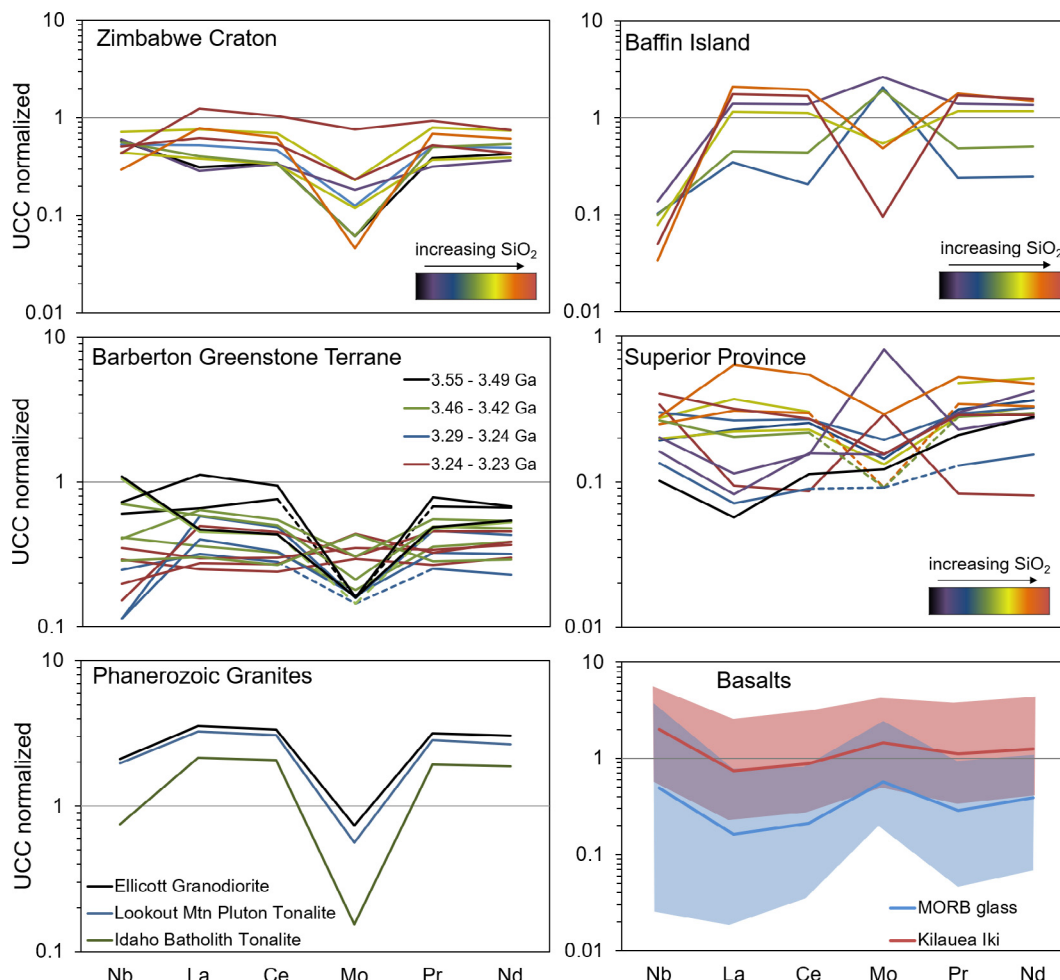 Zimbabwe Craton
UCC normalized
10
1
0.1
0.01
increasing SiO₂
Baffin Island
10
1
0.1
0.01
increasing SiO₂
Barberton Greenstone Terrane
UCC normalized
10
1
0.1
3.55 - 3.49 Ga
3.46 - 3.42 Ga
3.29 - 3.24 Ga
3.24 - 3.23 Ga
Superior Province
1
0.1
0.01
increasing SiO₂
Phanerozoic Granites
UCC normalized
10
1
0.1
Ellicott Granodiorite
Lookout Mtn Pluton Tonalite
Idaho Batholith Tonalite
Nb La Ce Mo Pr Nd
Basalts
10
1
0.1
0.01
MORB glass
Kilauea Iki
Nb La Ce Mo Pr Nd